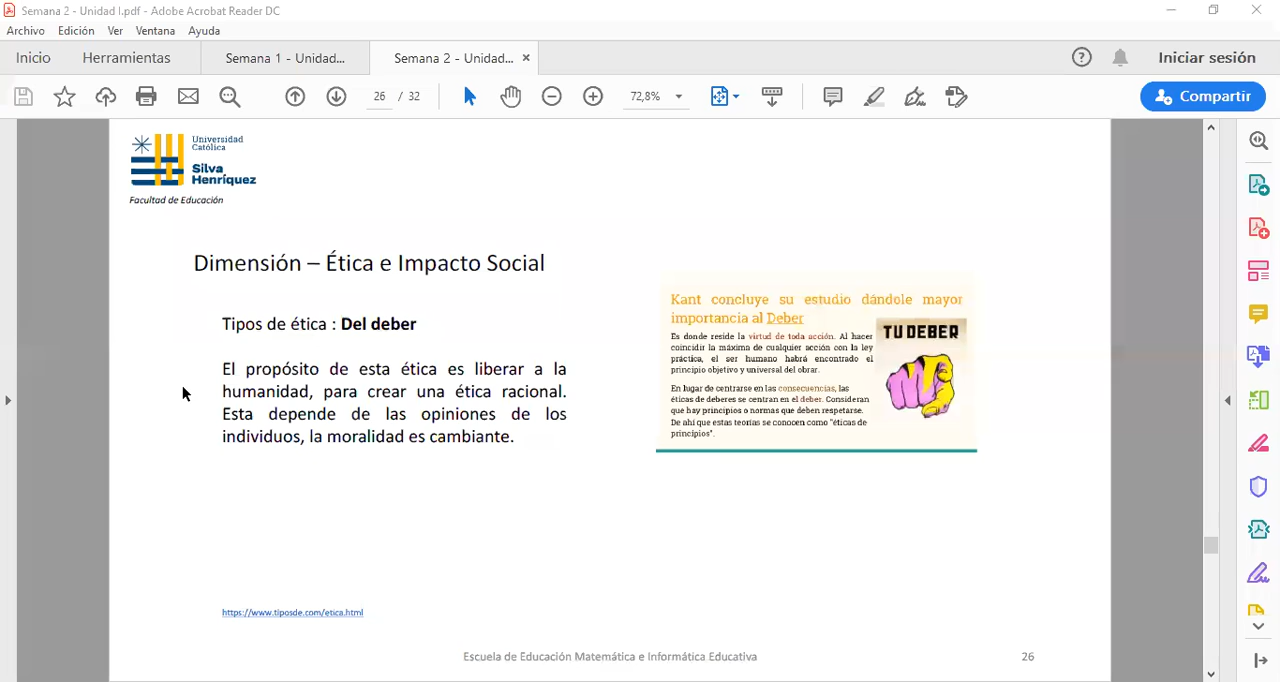 Semana 2 - Unidad I.pdf - Adobe Acrobat Reader DC
Archivo Edición Ver Ventana Ayuda
Inicio Herramientas Semana 1 - Unidad... Semana 2 - Unidad... × Iniciar sesión
26 / 32 72,8% Compartir
Universidad
Católica
Silva
Henríquez
Facultad de Educación
Dimensión – Ética e Impacto Social
Tipos de ética : Del deber
El propósito de esta ética es liberar a la
humanidad, para crear una ética racional.
Esta depende de las opiniones de los
individuos, la moralidad es cambiante.
Kant concluye su estudio dándole mayor
importancia al Deber
Es donde reside la virtud de toda acción. Al hacer
coincidir la máxima de cualquier acción con la ley
práctica, el ser humano habrá encontrado el
principio objetivo y universal del obrar.
En lugar de centrarse en las consecuencias, las
éticas de deberes se centran en el deber. Consideran
que hay principios o normas que deben respetarse.
De ahí que estas teorías se conocen como "éticas de
principios".
TU DEBER
https://www.tiposde.com/etica.html
Escuela de Educación Matemática e Informática Educativa 26